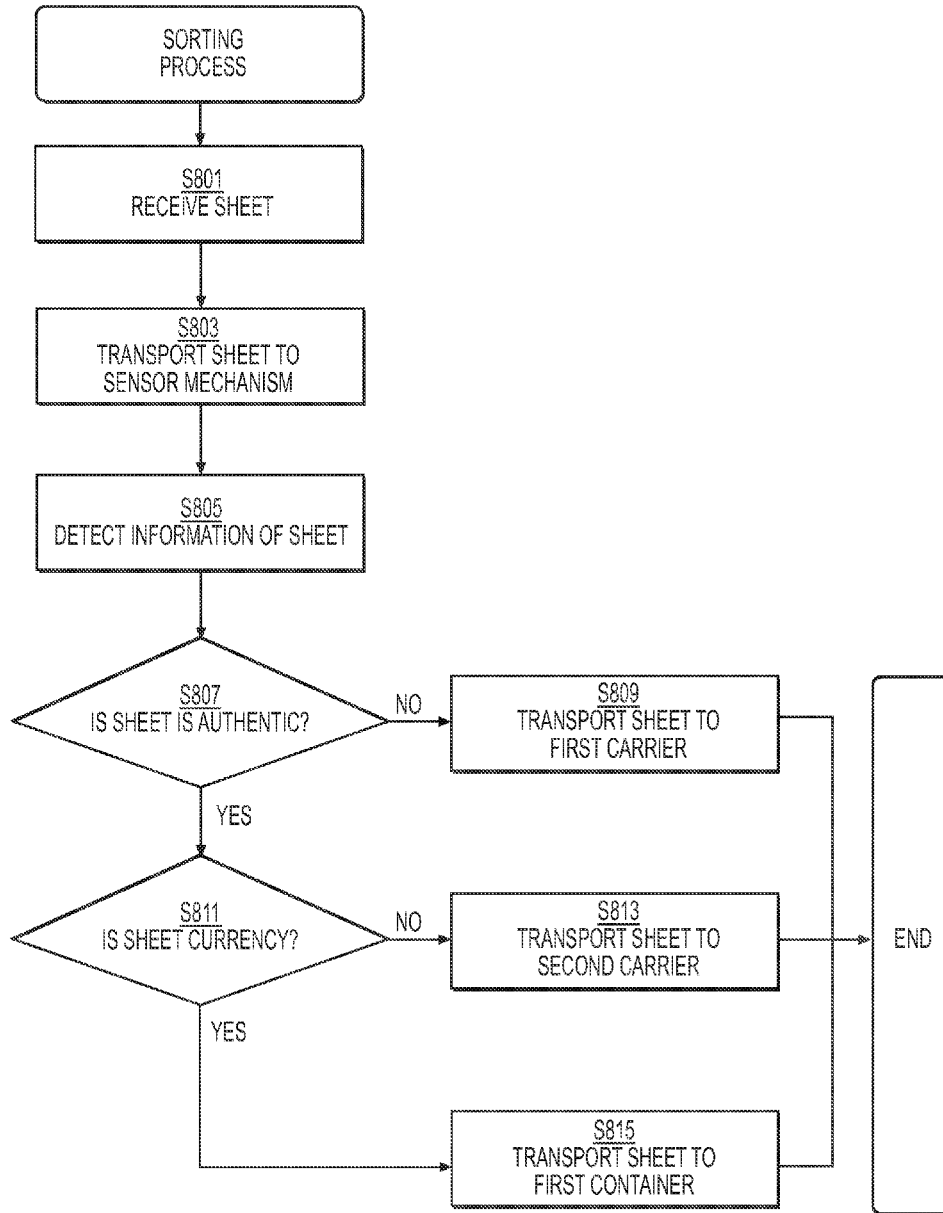 SORTING
PROCESS
S801
RECEIVE SHEET
S803
TRANSPORT SHEET TO
SENSOR MECHANISM
S805
DETECT INFORMATION OF SHEET
S807
IS SHEET IS AUTHENTIC?
NO
S809
TRANSPORT SHEET TO
FIRST CARRIER
YES
S811
IS SHEET CURRENCY?
NO
S813
TRANSPORT SHEET TO
SECOND CARRIER
END
YES
S815
TRANSPORT SHEET TO
FIRST CONTAINER